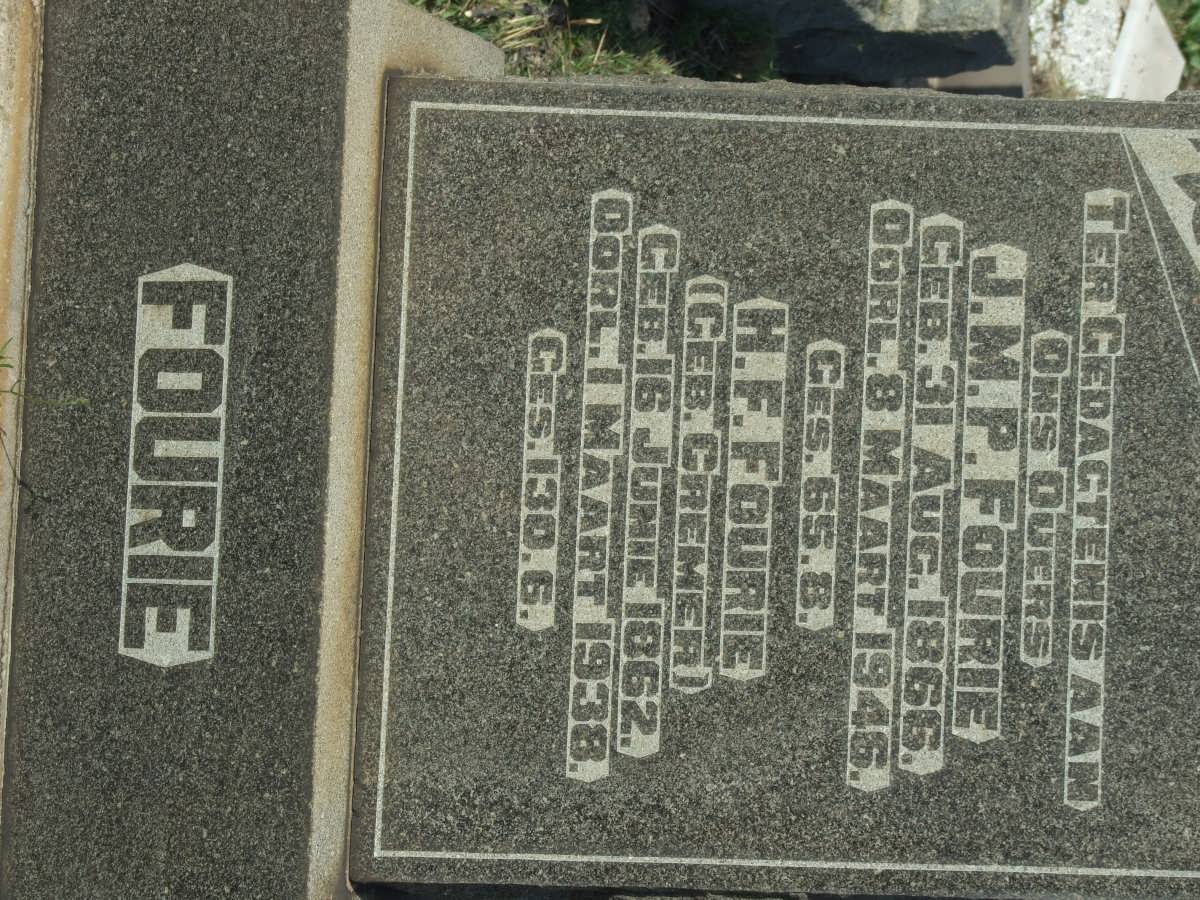 TER GEDAGTENIS AAN
ONS OUERS
J.M.P. FOURIE
GEB. 31 AUG. 1866.
OORL. 8 MAART 1946.
GES. 65. 8.
H.F. FOURIE
(GEB. CREMER)
GEB. 16 JUNIE 1862.
OORL. 1 MAART 1938.
GES. 130. 6.
FOURIE